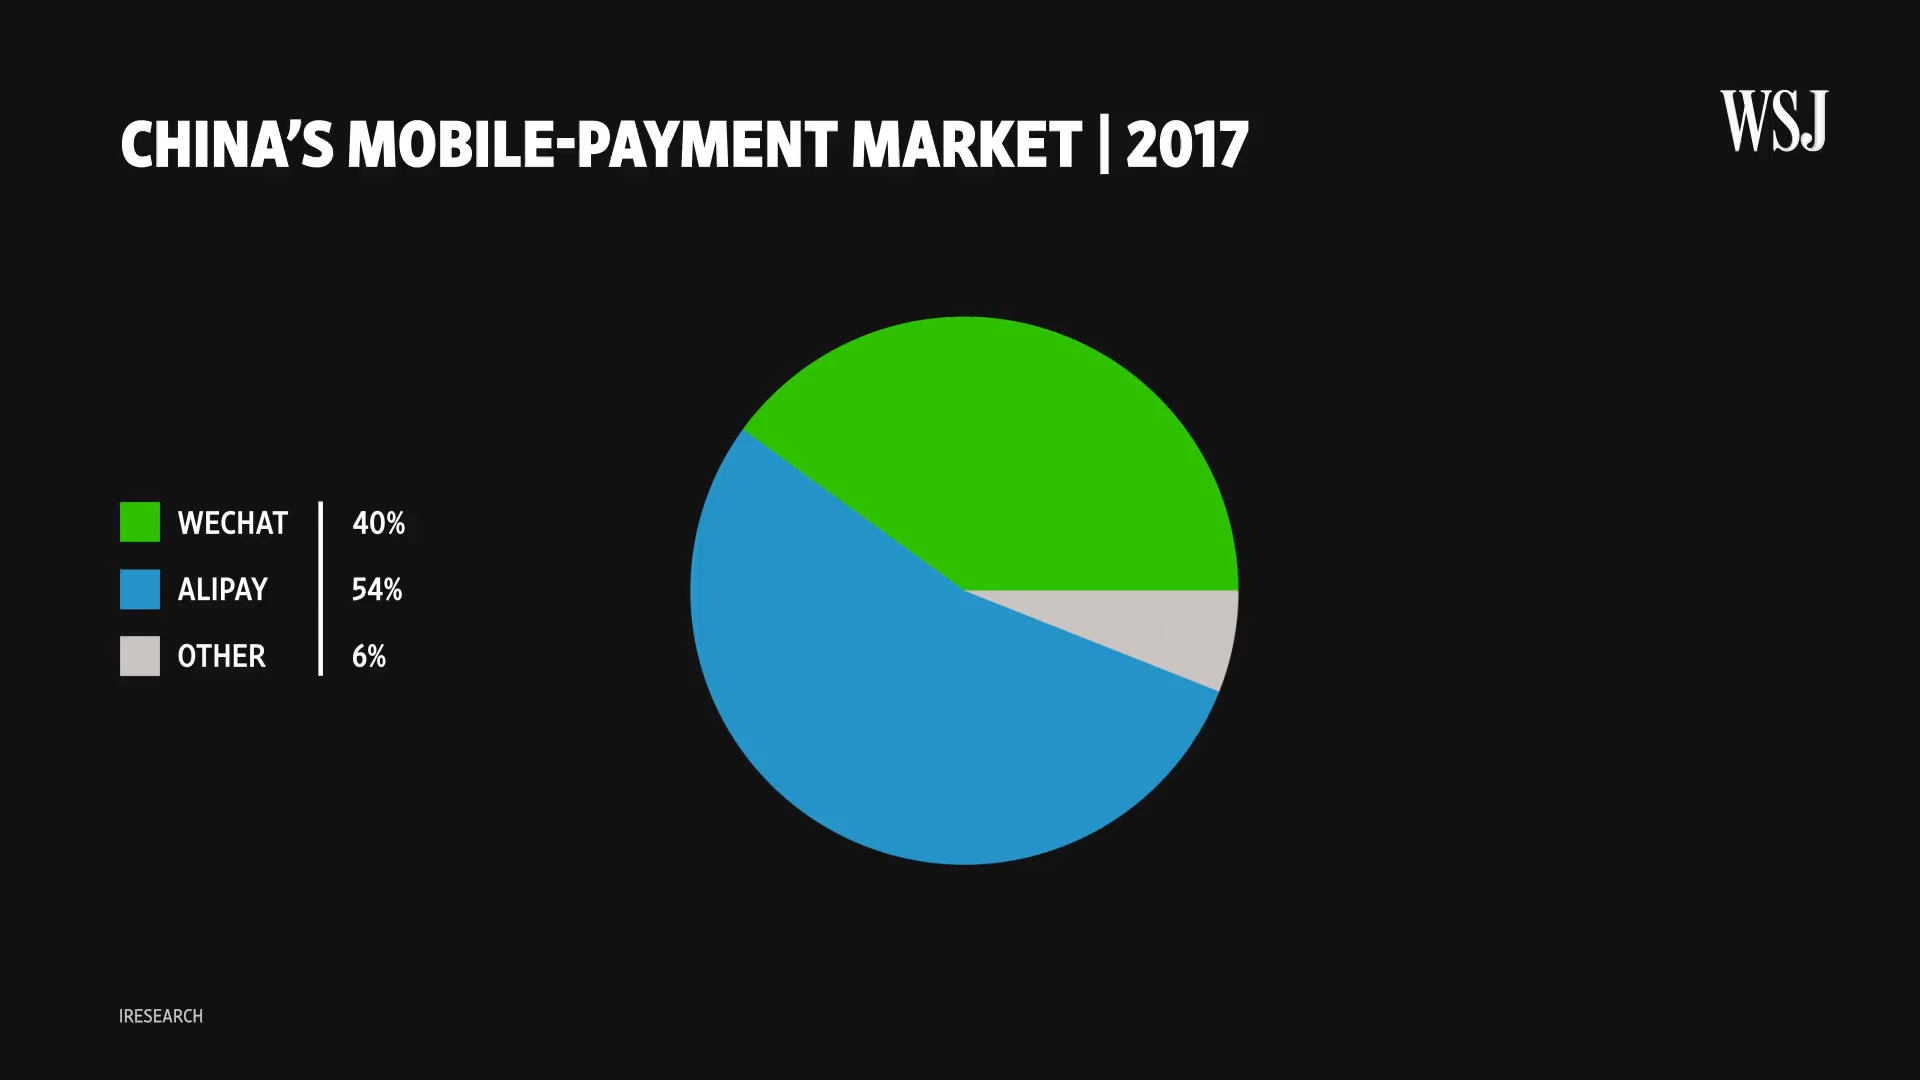 CHINA'S MOBILE-PAYMENT MARKET | 2017
WSJ
WECHAT 40%
ALIPAY 54%
OTHER 6%
IRESEARCH